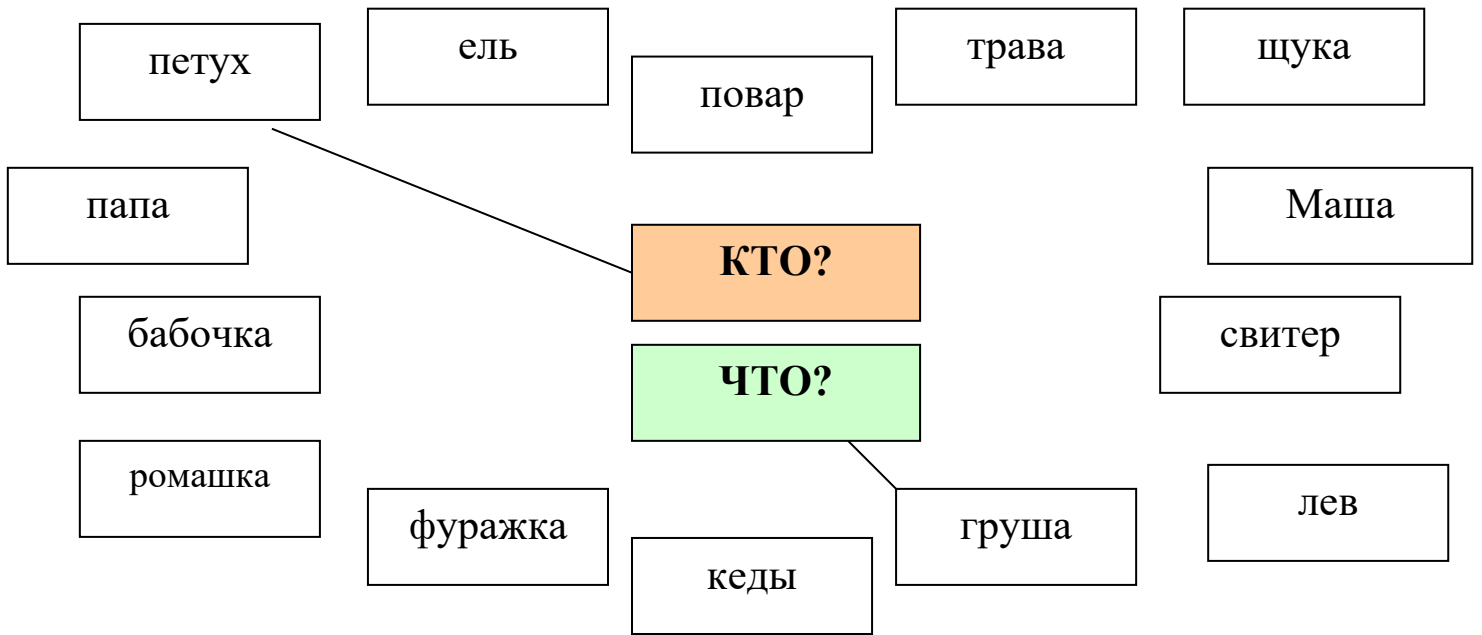 петух
ель
повар
трава
щука
папа
Маша
КТО?
бабочка
свитер
ЧТО?
ромашка
фуражка
груша
лев
кеды